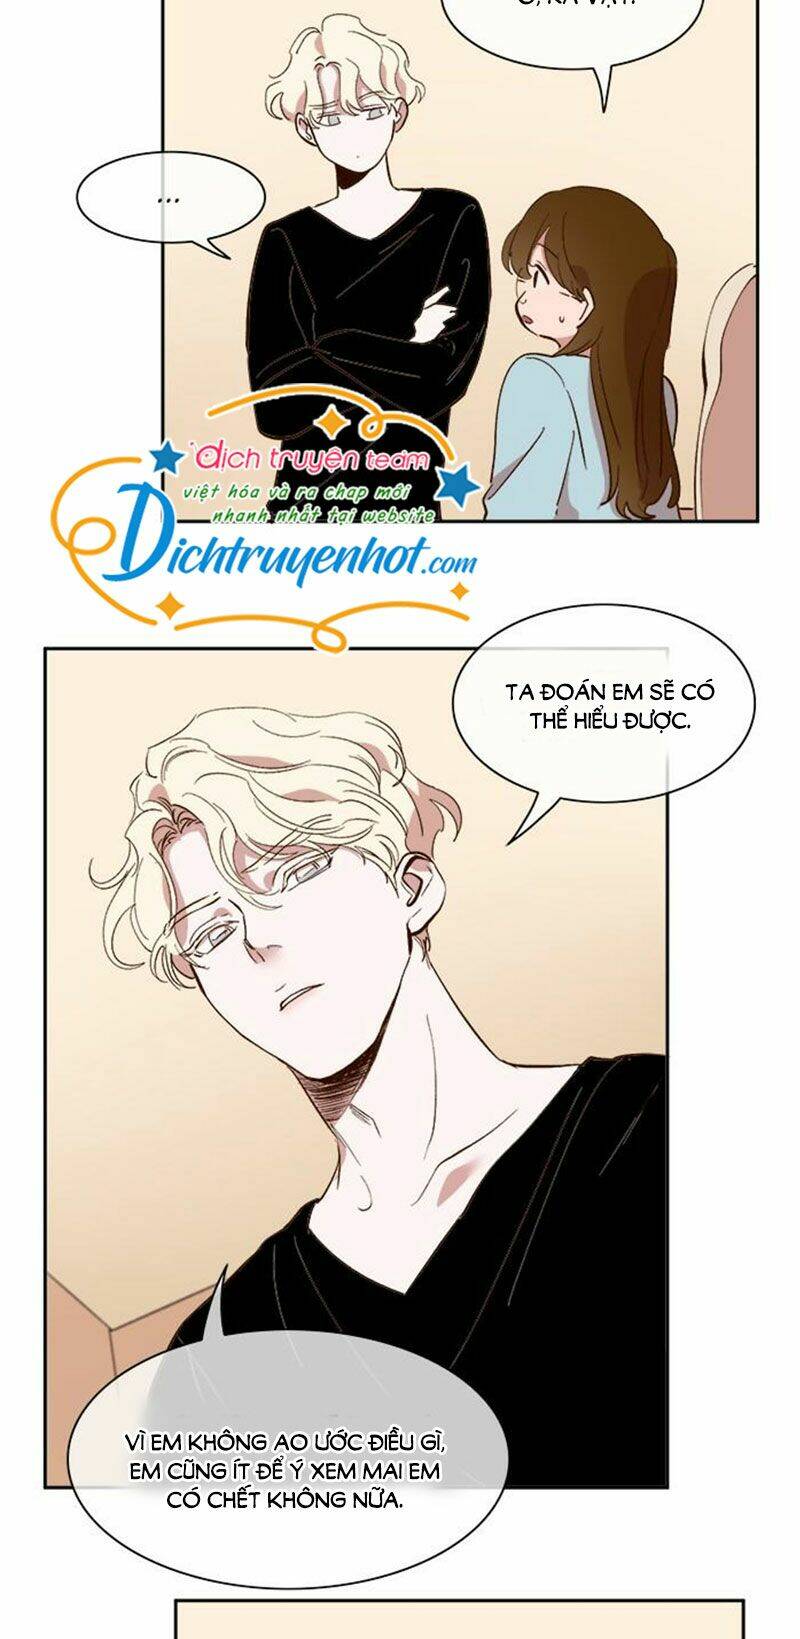 ...
dịch truyện team
việt hóa và ra chap mới
nhanh nhất tại website
Dichtruyenhot.com
TA ĐOÁN EM SẼ CÓ
THỂ HIỂU ĐƯỢC.
VÌ EM KHÔNG AO ƯỚC ĐIỀU GÌ,
EM CŨNG ÍT ĐỂ Ý XEM MAI EM
CÓ CHẾT KHÔNG NỮA.